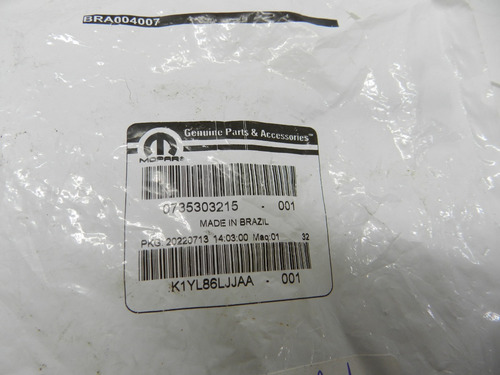 BRA004007
Genuine Parts & Accessories™
MOPAR
0735303215 - 001
MADE IN BRAZIL
PKG 20220713 14:03:00 Maq:01 32
K1YL86LJJAA - 001